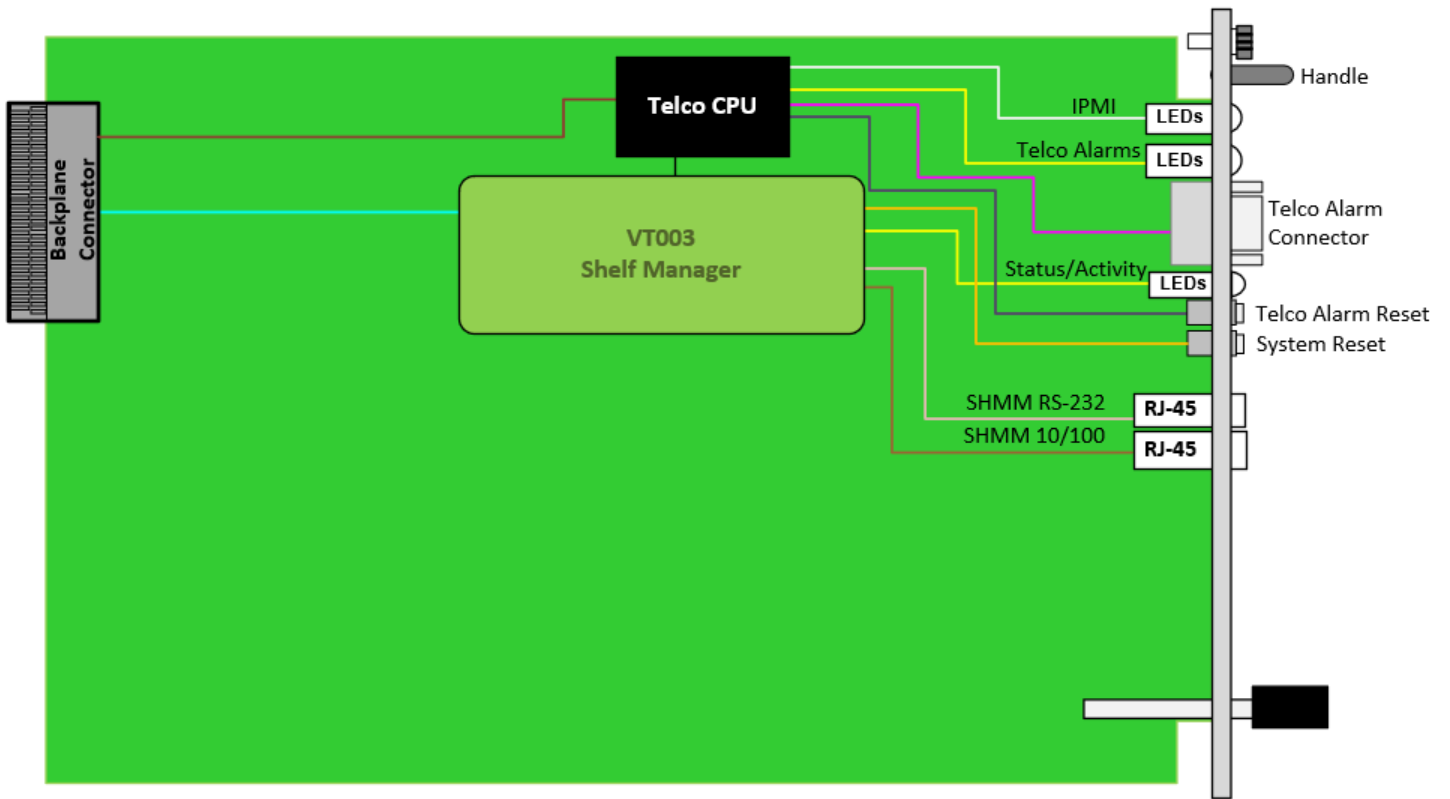 Telco CPU
Handle
IPMI
LEDs
Telco Alarms
LEDs
Backplane
Connector
Telco Alarm
Connector
VT003
Shelf Manager
Status/Activity
LEDs
Telco Alarm Reset
System Reset
SHMM RS-232
RJ-45
SHMM 10/100
RJ-45